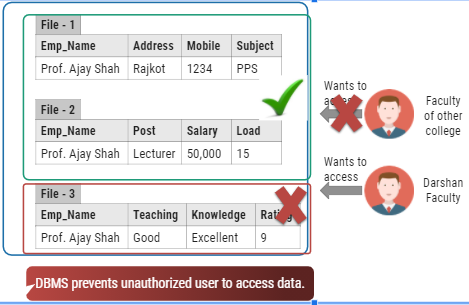 File - 1
Emp_Name Address Mobile Subject
Prof. Ajay Shah Rajkot 1234 PPS
File - 2
Emp_Name Post Salary Load
Prof. Ajay Shah Lecturer 50,000 15
File - 3
Emp_Name Teaching Knowledge
Prof. Ajay Shah Good Excellent 9
Wants to
Faculty
of other
college
Wants to
access
Darshan
Faculty
DBMS prevents unauthorized user to access data.